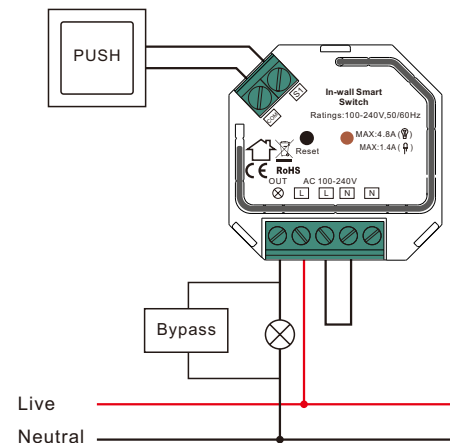 PUSH
S1
COM
In-wall Smart
Switch
Ratings:100-240V,50/60Hz
MAX:4.8A( )
MAX:1.4A( )
Reset
CE RoHS
OUT AC 100-240V
L L N N
Bypass
Live
Neutral